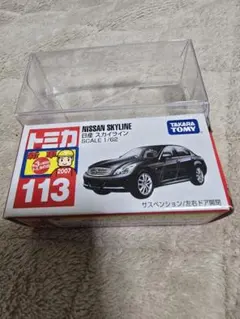 トミカ
NISSAN SKYLINE
日産 スカイライン
SCALE 1/62
TAKARA
TOMY
2007
113
サスペンション/左右ドア開閉